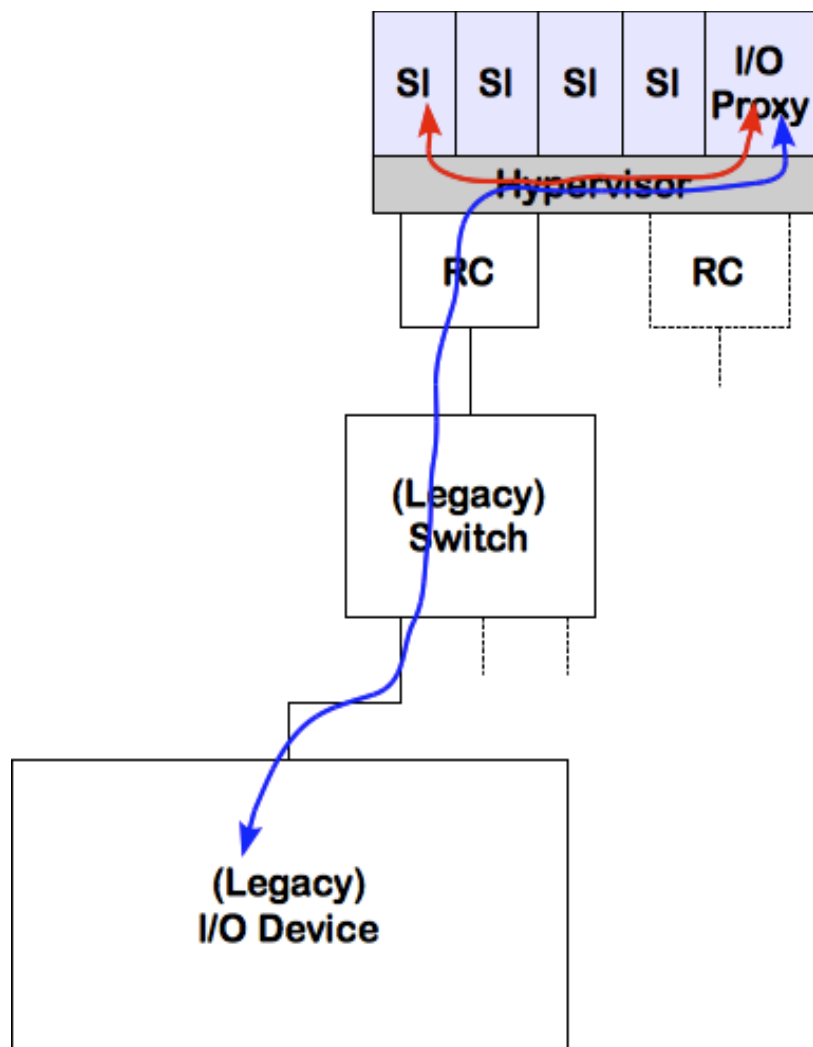 SI SI SI SI I/O
Proxy
Hypervisor
RC RC
(Legacy)
Switch
(Legacy)
I/O Device